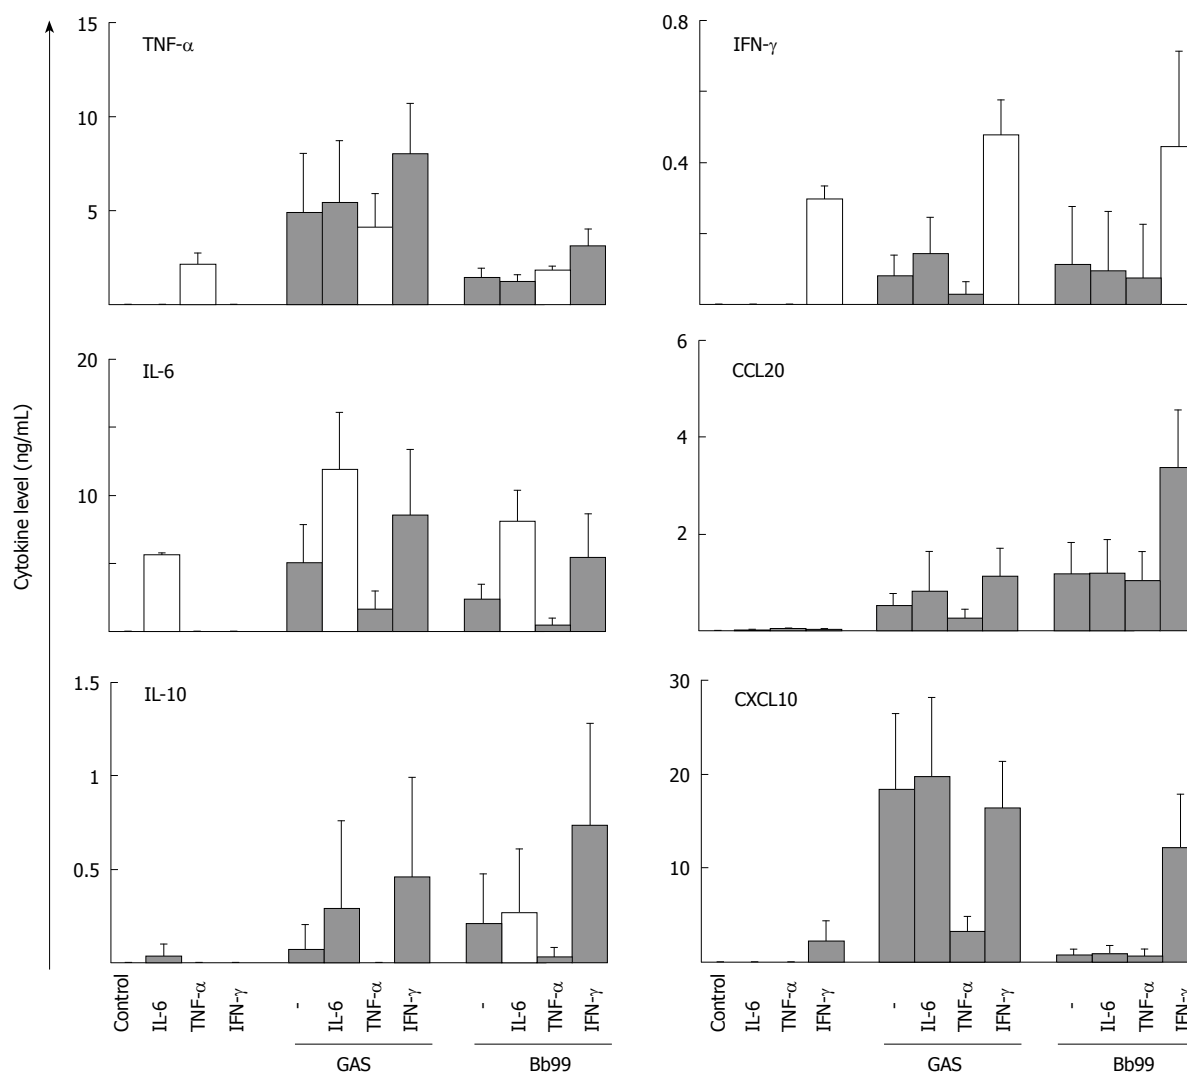 Cytokine level (ng/mL)
TNF-α
15
10
5
IFN-γ
0.8
0.4
IL-6
20
10
CCL20
6
4
2
IL-10
1.5
1
0.5
CXCL10
30
20
10
Control IL-6 TNF-α IFN-γ - IL-6 TNF-α IFN-γ - IL-6 TNF-α IFN-γ
GAS Bb99
Control IL-6 TNF-α IFN-γ - IL-6 TNF-α IFN-γ - IL-6 TNF-α IFN-γ
GAS Bb99